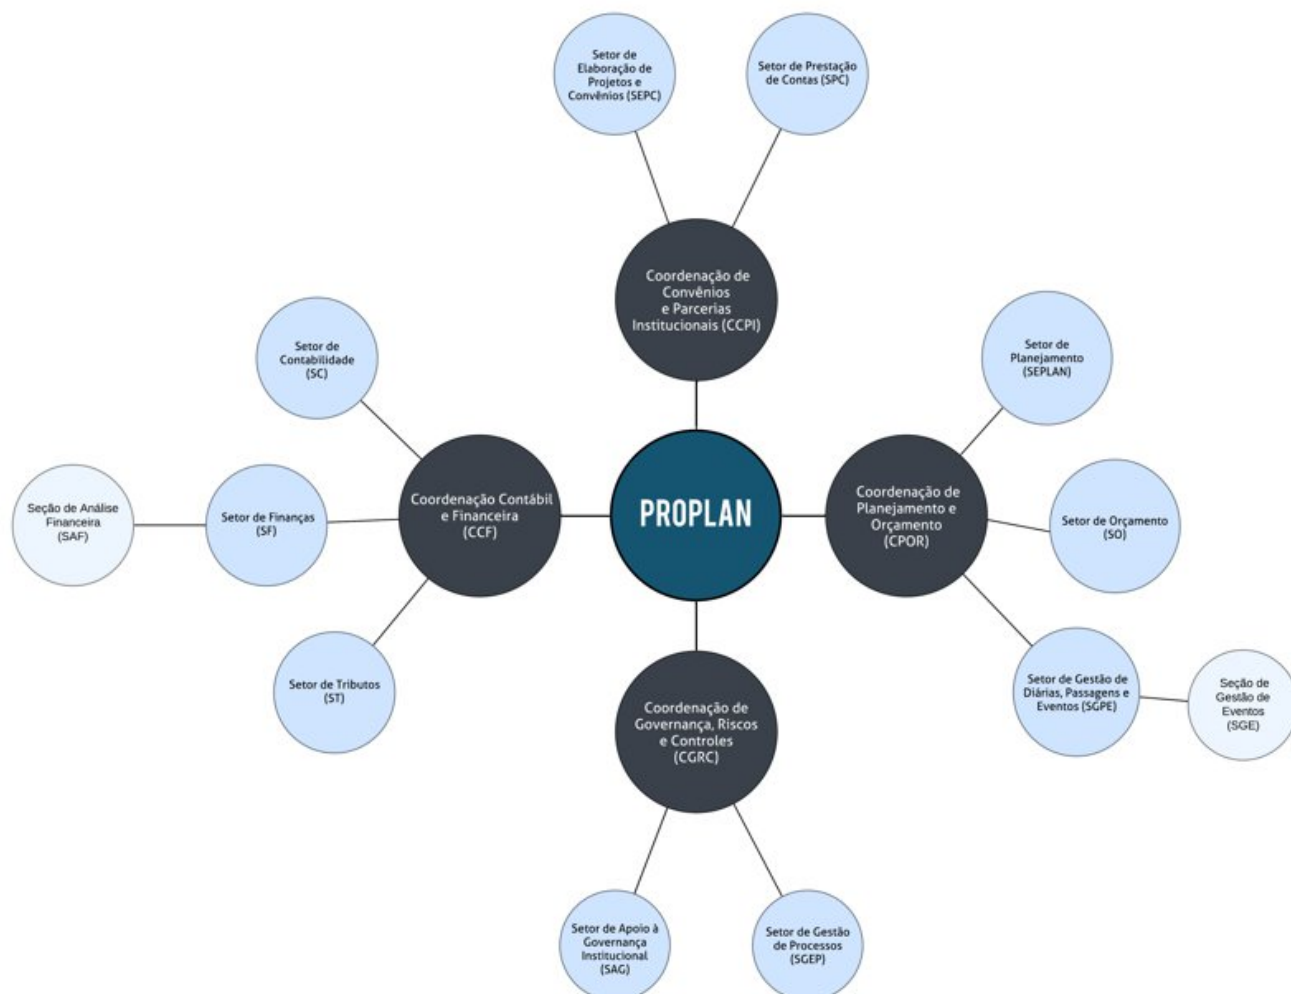 Setor de
Elaboração de
Projetos e
Convênios (SEPC)
Setor de Prestação
de Contas (SPC)
Coordenação de
Convênios
e Parcerias
Institucionais (CCPI)
Setor de
Contabilidade
(SC)
Setor de
Planejamento
(SEPLAN)
Seção de Análise
Financeira
(SAF)
Setor de Finanças
(SF)
Coordenação Contábil
e Financeira
(CCF)
PROPLAN
Coordenação de
Planejamento e
Orçamento
(CPOR)
Setor de Orçamento
(SO)
Setor de Tributos
(ST)
Coordenação de
Governança, Riscos
e Controles
(CGRC)
Setor de Gestão de
Diárias, Passagens e
Eventos (SGPE)
Seção de
Gestão de
Eventos
(SGE)
Setor de Apoio à
Governança
Institucional
(SAG)
Setor de Gestão
de Processos
(SGEP)